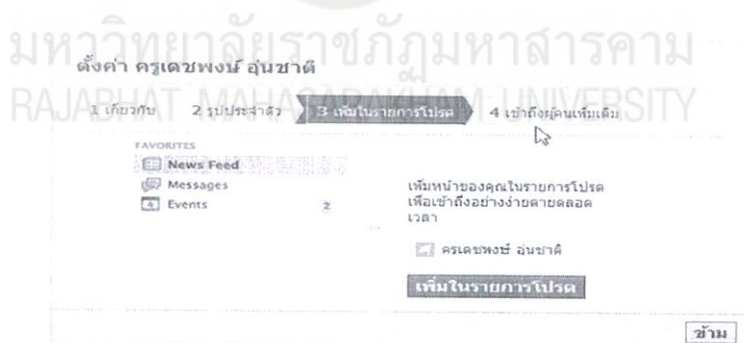 มหาวิทยาลัยราชภัฏมหาสารคาม
ตั้งค่า ครูเดชพงษ์ อุ่นชาติ
RAJABHAT MAHASARAKHAM UNIVERSITY
1 เกี่ยวกับ 2 รูปประจำตัว 3 เพิ่มในรายการโปรด 4 เข้าถึงผู้คนเพิ่มเติม
FAVORITES
News Feed
Messages
Events 2
เพิ่มหน้าของคุณในรายการโปรด
เพื่อเข้าถึงอย่างง่ายดายตลอด
เวลา
ครูเดชพงษ์ อุ่นชาติ
เพิ่มในรายการโปรด
ข้าม